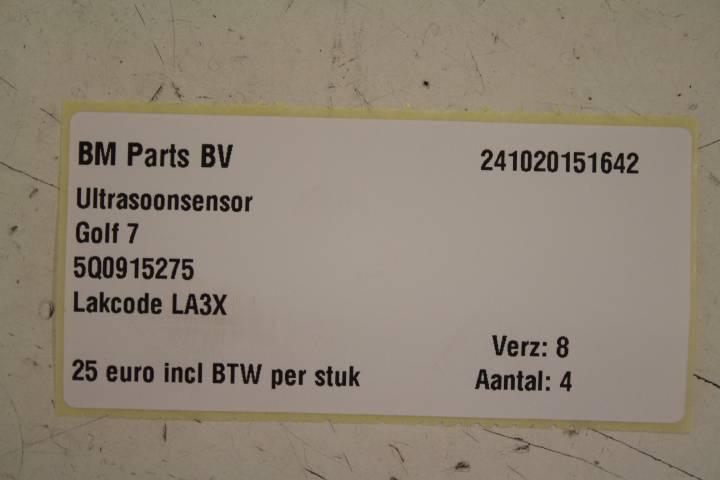 BM Parts BV 241020151642
Ultrasoonsensor
Golf 7
5Q0915275
Lakcode LA3X
Verz: 8
25 euro incl BTW per stuk Aantal: 4